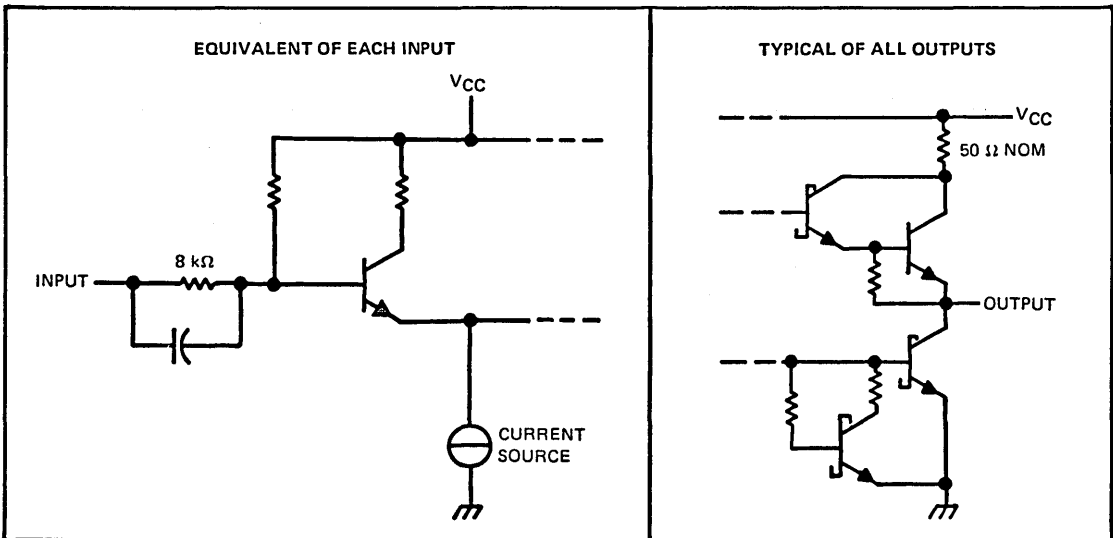 EQUIVALENT OF EACH INPUT
VCC
8 kΩ
INPUT
CURRENT
SOURCE
TYPICAL OF ALL OUTPUTS
VCC
50 Ω NOM
OUTPUT